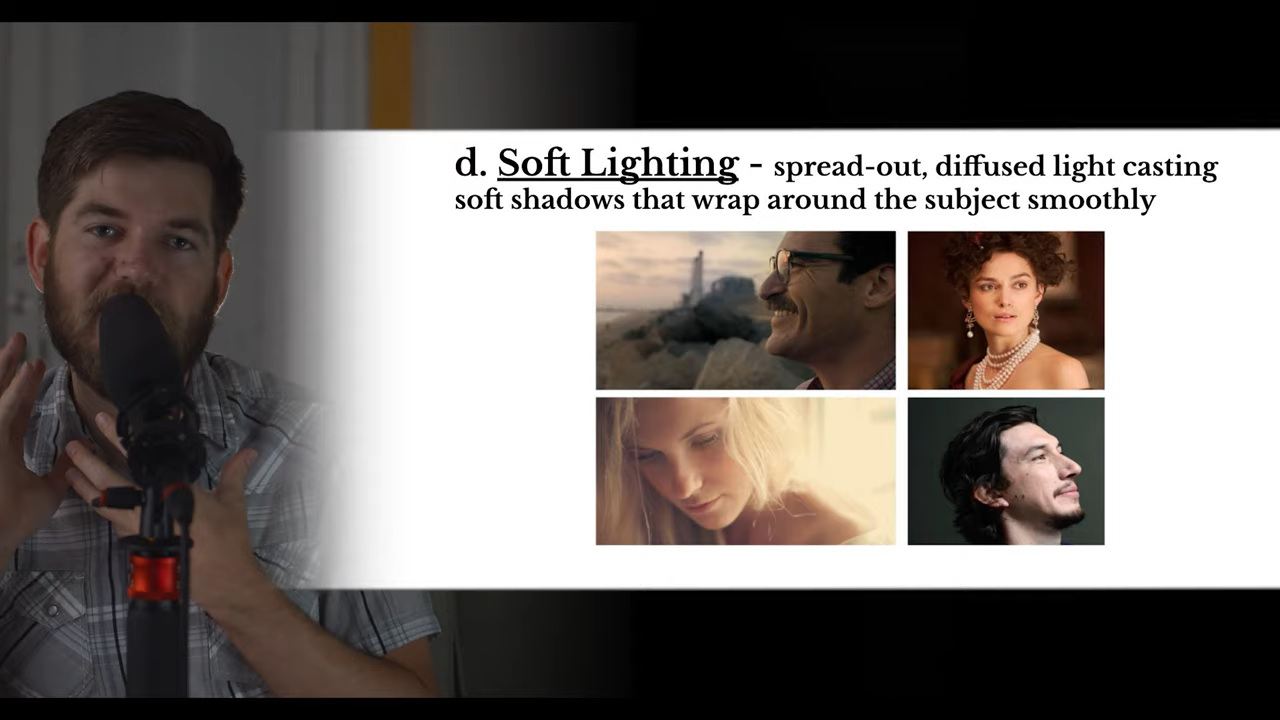 d. Soft Lighting - spread-out, diffused light casting
soft shadows that wrap around the subject smoothly